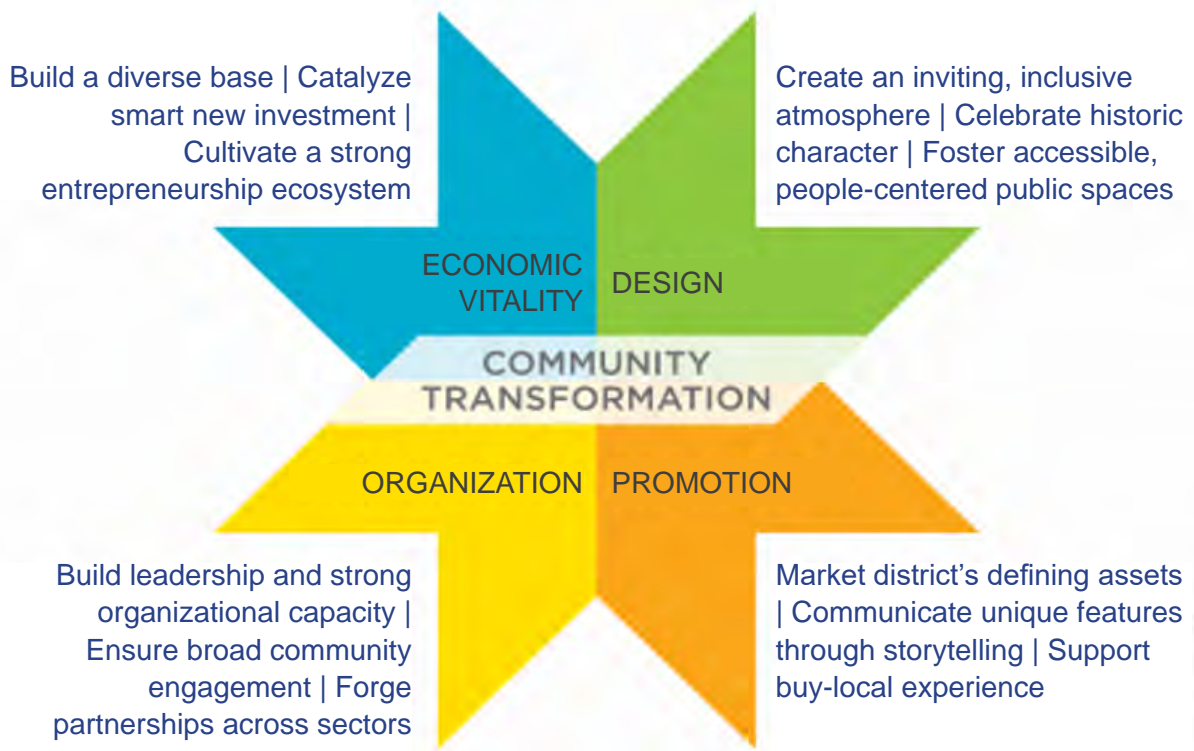 Build a diverse base | Catalyze
smart new investment |
Cultivate a strong
entrepreneurship ecosystem
Create an inviting, inclusive
atmosphere | Celebrate historic
character | Foster accessible,
people-centered public spaces
ECONOMIC
VITALITY
DESIGN
COMMUNITY
TRANSFORMATION
ORGANIZATION
PROMOTION
Build leadership and strong
organizational capacity |
Ensure broad community
engagement | Forge
partnerships across sectors
Market district’s defining assets
| Communicate unique features
through storytelling | Support
buy-local experience